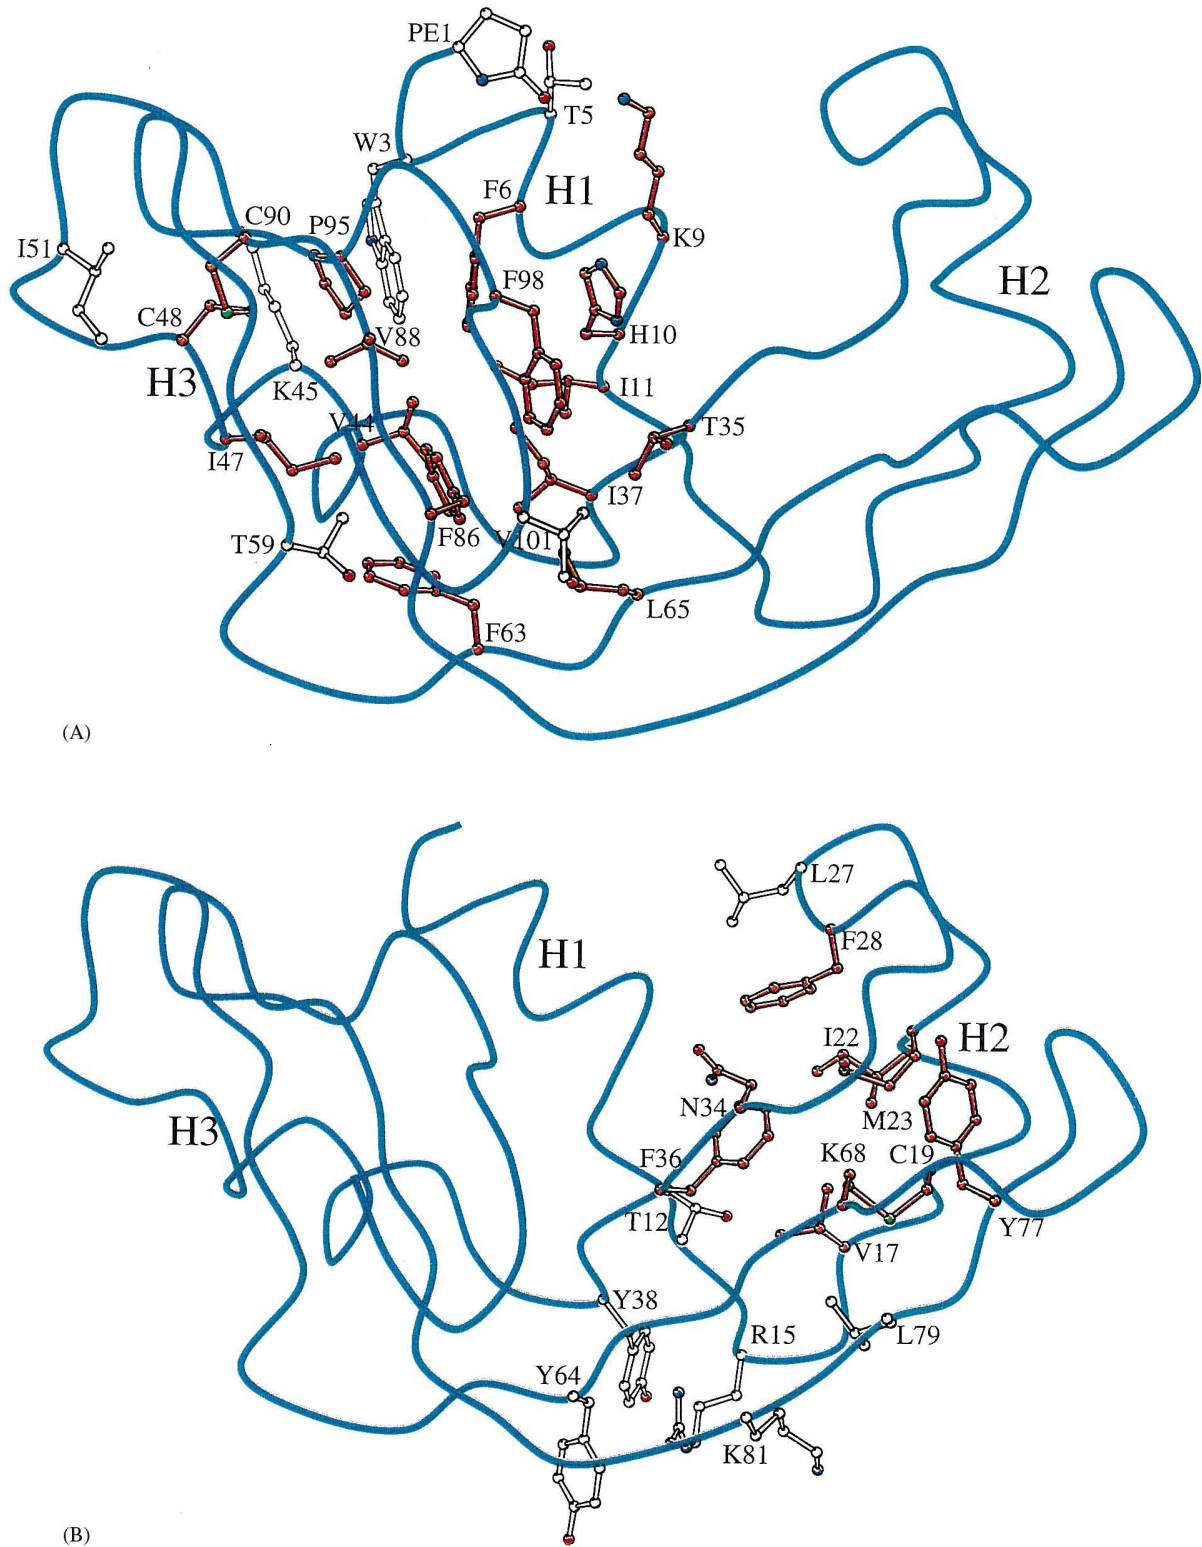 PE1
T5
W3
H1
F6
K9
C90
P95
I51
F98
H2
C48
V88
H10
H3
K45
I11
V44
T35
I47
I37
F86
V101
T59
L65
F63
(A)
L27
F28
H1
I22
H2
N34
M23
H3
F36
K68
C19
T12
Y77
V17
Y38
R15
L79
Y64
K81
(B)